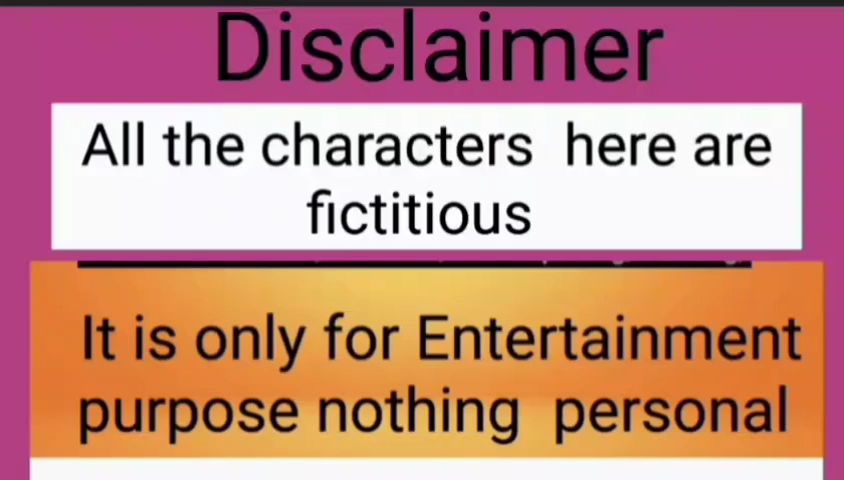 Disclaimer
All the characters here are
fictitious
It is only for Entertainment
purpose nothing personal